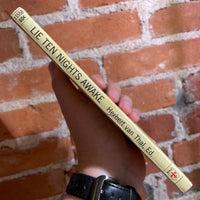 LIE TEN NIGHTS AWAKE
Herbert van Thal, Ed.